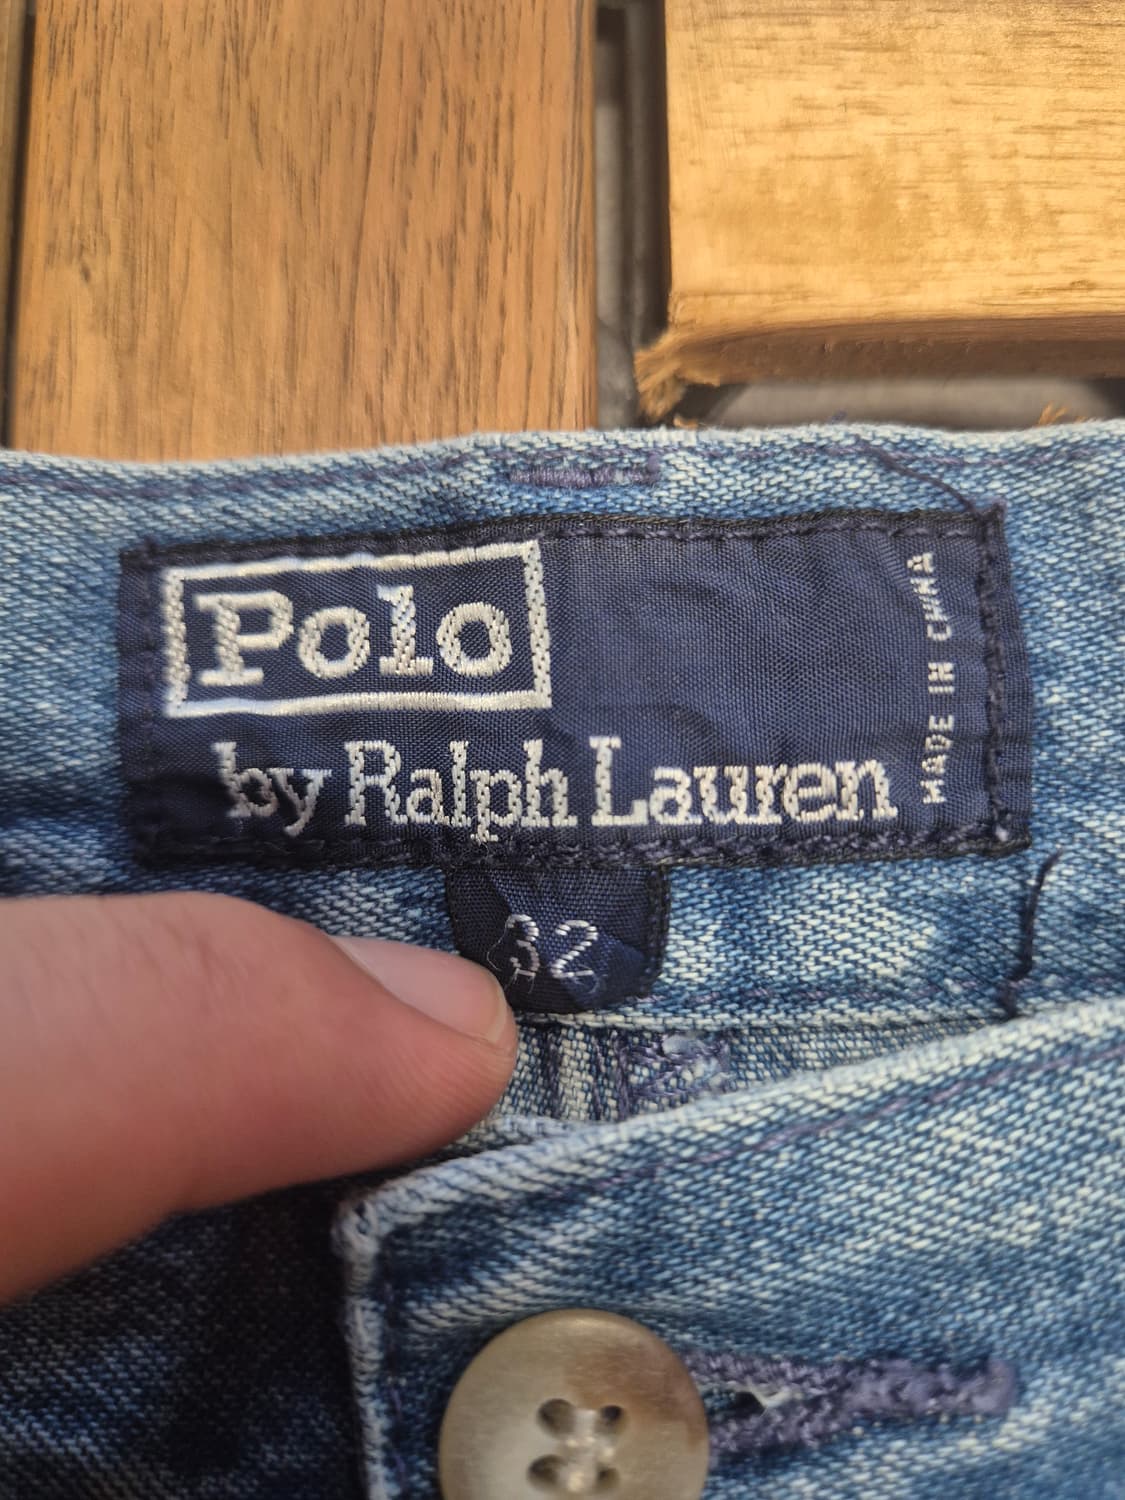 Polo
by Ralph Lauren
MADE IN CHINA
32